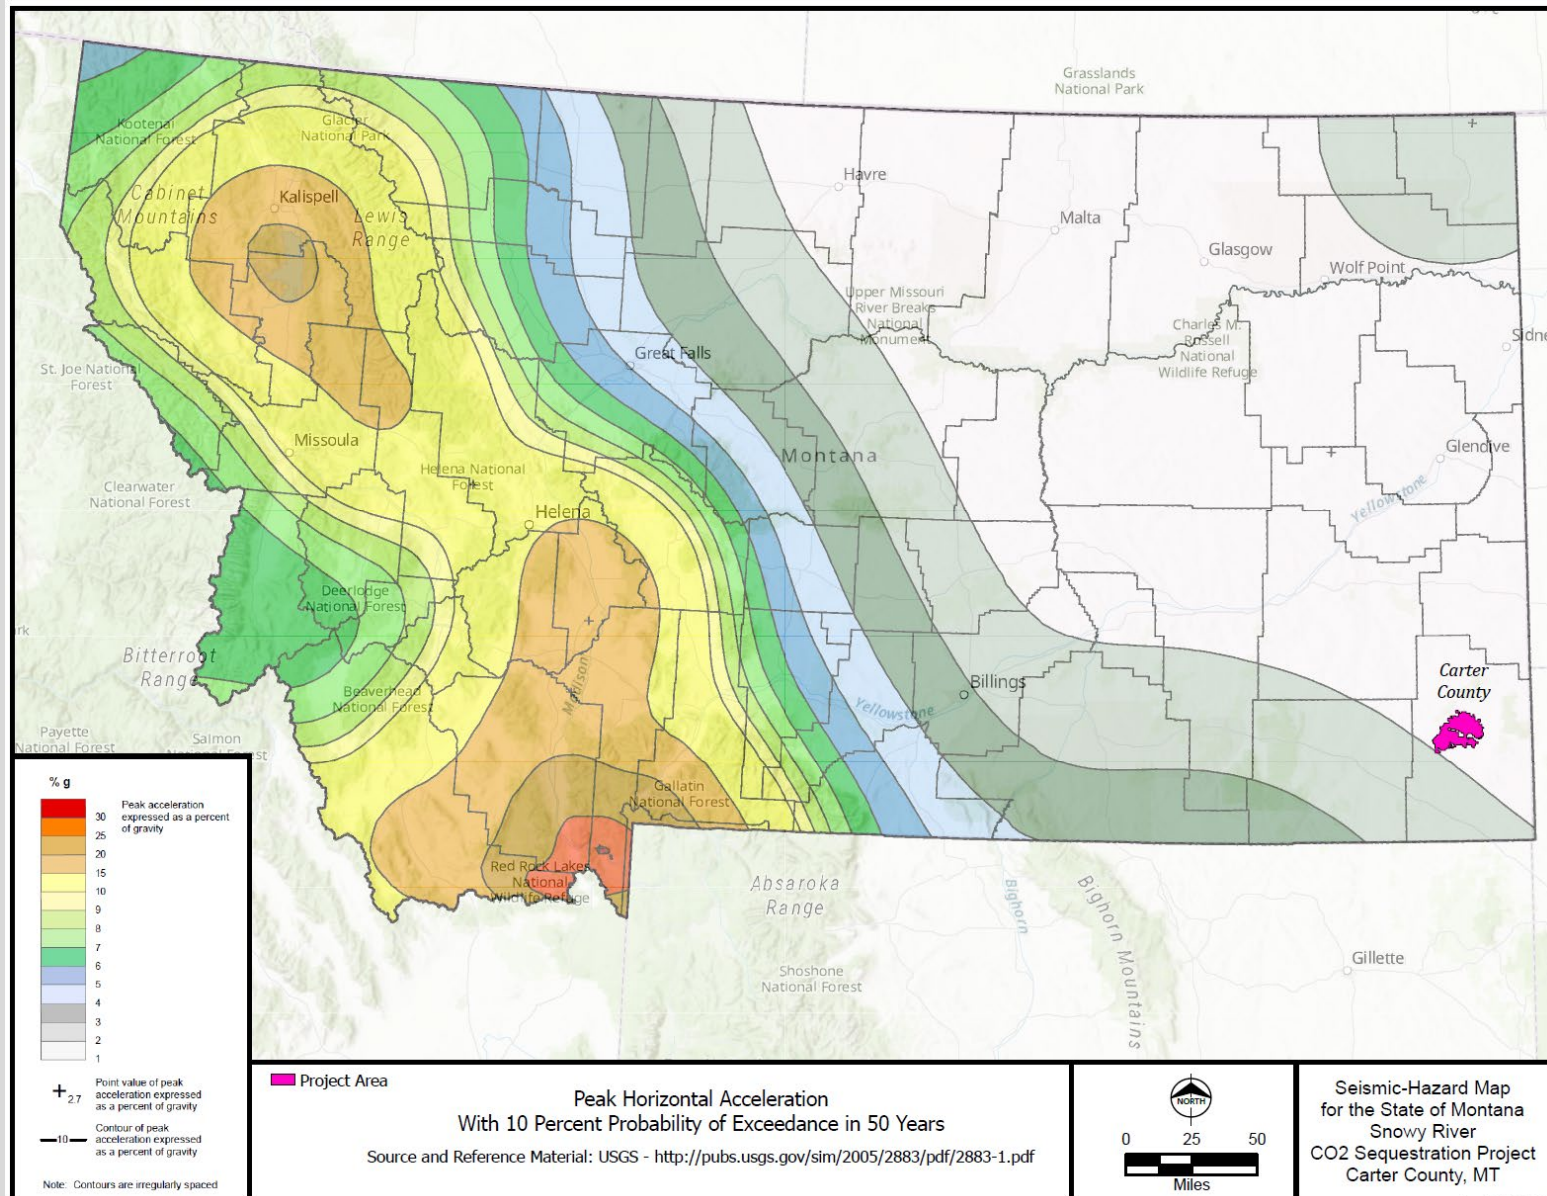 Grasslands
National Park
Kootenai
National Forest
Glacier
National Park
Cabinet
Mountains
Kalispell
Lewis
Range
Havre
Malta
Glasgow
Wolf Point
Upper Missouri
River Breaks
National
Monument
Charles M.
Russell
National
Wildlife Refuge
Sidne
St. Joe National
Forest
Great Falls
Missoula
Helena National
Forest
Montana
Glendive
Yellowstone
Clearwater
National Forest
Helena
Deerlodge
National Forest
rk
Bitterroot
Range
Madison
Beaverhead
National Forest
Billings
Yellowstone
Carter
County
Payette
National Forest
Salmon
Gallatin
National Forest
Red Rock Lakes
National
Wildlife Refuge
Absaroka
Range
Bighorn
Bighorn Mountains
Shoshone
National Forest
Gillette
% g
30
25
20
15
10
9
8
7
6
5
4
3
2
1
Peak acceleration
expressed as a percent
of gravity
2.7
Point value of peak
acceleration expressed
as a percent of gravity
10
Contour of peak
acceleration expressed
as a percent of gravity
Note: Contours are irregularly spaced
Project Area
Peak Horizontal Acceleration
With 10 Percent Probability of Exceedance in 50 Years
Source and Reference Material: USGS - http://pubs.usgs.gov/sim/2005/2883/pdf/2883-1.pdf
NORTH
0 25 50
Miles
Seismic-Hazard Map
for the State of Montana
Snowy River
CO2 Sequestration Project
Carter County, MT